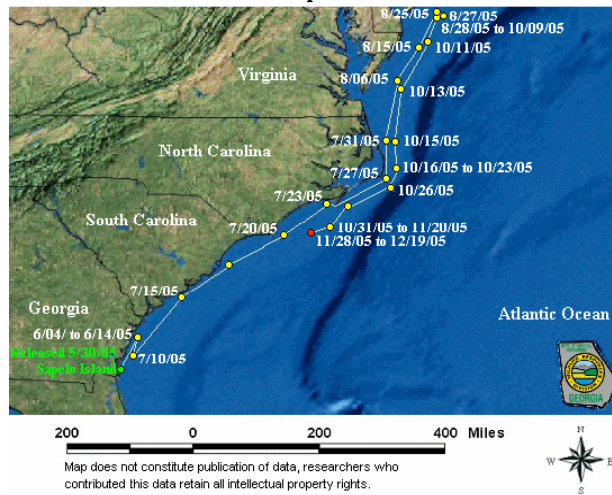 8/25/05
8/27/05
8/28/05 to 10/09/05
8/15/05
10/11/05
Virginia
8/06/05
10/13/05
7/31/05
10/15/05
North Carolina
10/16/05 to 10/23/05
7/27/05
10/26/05
7/23/05
South Carolina
7/20/05
10/31/05 to 11/20/05
11/28/05 to 12/19/05
7/15/05
Georgia
Atlantic Ocean
6/04/ to 6/14/05
Released 5/30/05
7/10/05
Sapelo Island
GEORGIA
200 0 200 400 Miles
Map does not constitute publication of data, researchers who
contributed this data retain all intellectual property rights.
N
W E
S